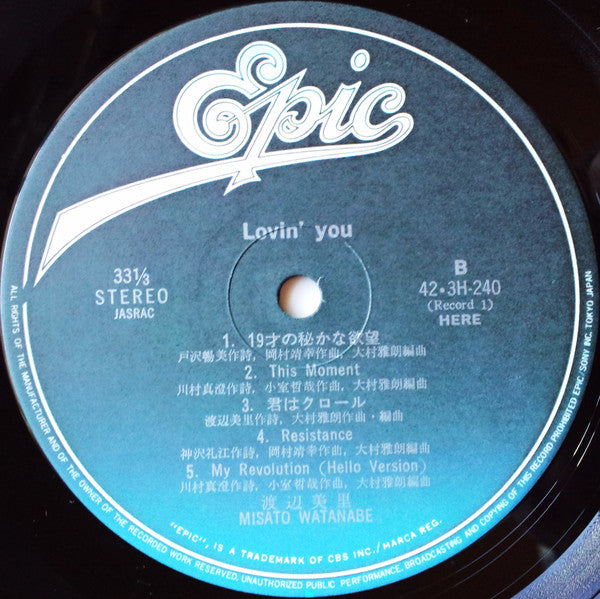 Epic
Lovin' you
33⅓
STEREO
JASRAC
B
42・3H-240
(Record 1)
HERE
1. 19才の秘かな欲望
戸沢暢美作詩, 岡村靖幸作曲, 大村雅朗編曲
2. This Moment
川村真澄作詩, 小室哲哉作曲, 大村雅朗編曲
3. 君はクロール
渡辺美里作詩, 大村雅朗作曲・編曲
4. Resistance
神沢礼江作詩, 岡村靖幸作曲, 大村雅朗編曲
5. My Revolution (Hello Version)
川村真澄作詩, 小室哲哉作曲, 大村雅朗編曲
渡辺美里
MISATO WATANABE
"EPIC", IS A TRADEMARK OF CBS INC./MARCA REG.
ALL RIGHTS OF THE MANUFACTURER AND OF THE OWNER OF THE RECORDED WORK RESERVED. UNAUTHORIZED PUBLIC PERFORMANCE, BROADCASTING AND COPYING OF THIS RECORD PROHIBITED EPIC/SONY INC. TOKYO JAPAN